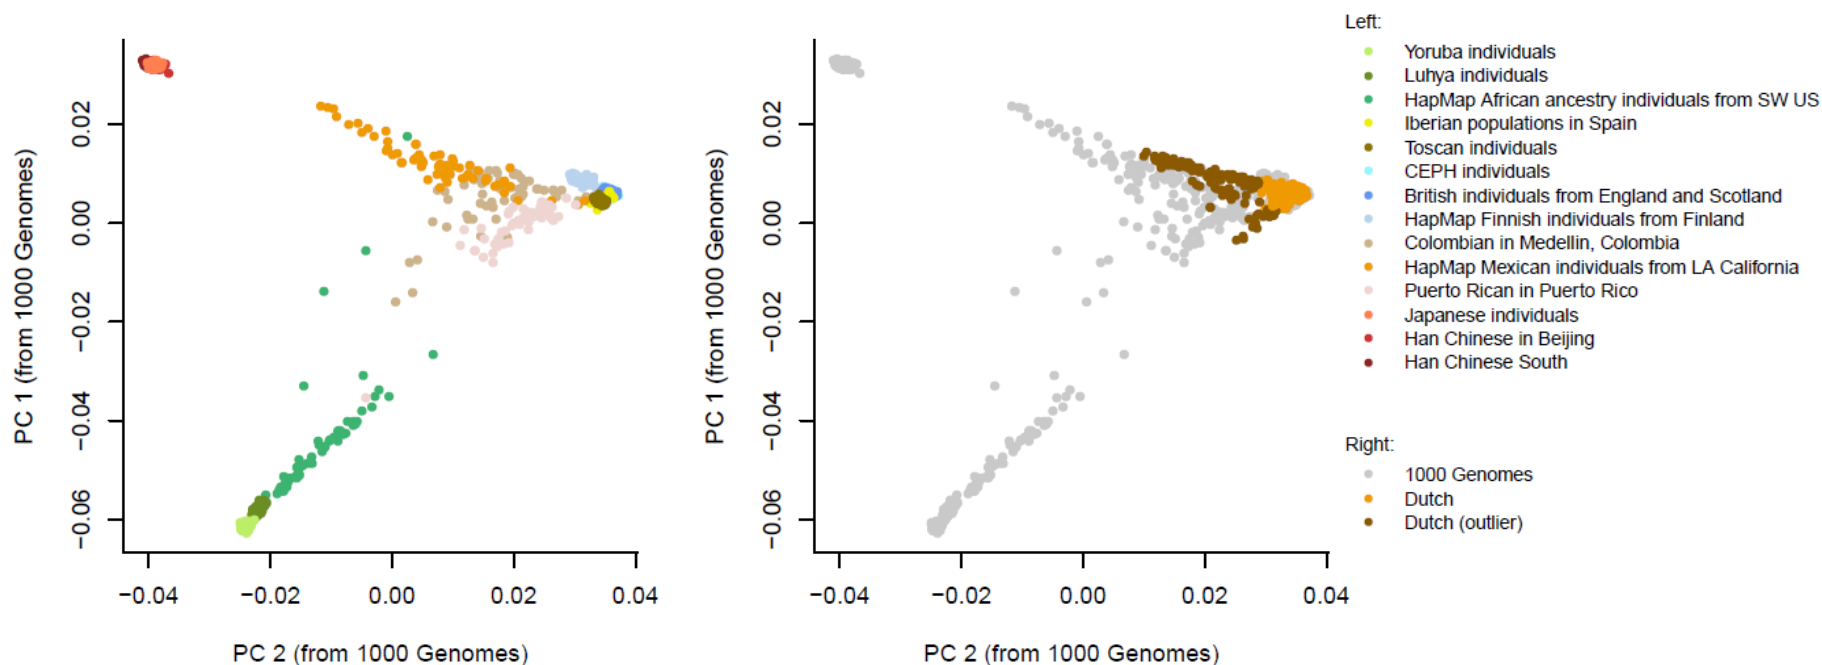 PC 1 (from 1000 Genomes)
0.02
0.00
−0.02
−0.04
−0.06
−0.04
−0.02
0.00
0.02
0.04
PC 2 (from 1000 Genomes)
PC 1 (from 1000 Genomes)
0.02
0.00
−0.02
−0.04
−0.06
−0.04
−0.02
0.00
0.02
0.04
PC 2 (from 1000 Genomes)
Left:
Yoruba individuals
Luhya individuals
HapMap African ancestry individuals from SW US
Iberian populations in Spain
Toscan individuals
CEPH individuals
British individuals from England and Scotland
HapMap Finnish individuals from Finland
Colombian in Medellin, Colombia
HapMap Mexican individuals from LA California
Puerto Rican in Puerto Rico
Japanese individuals
Han Chinese in Beijing
Han Chinese South
Right:
1000 Genomes
Dutch
Dutch (outlier)